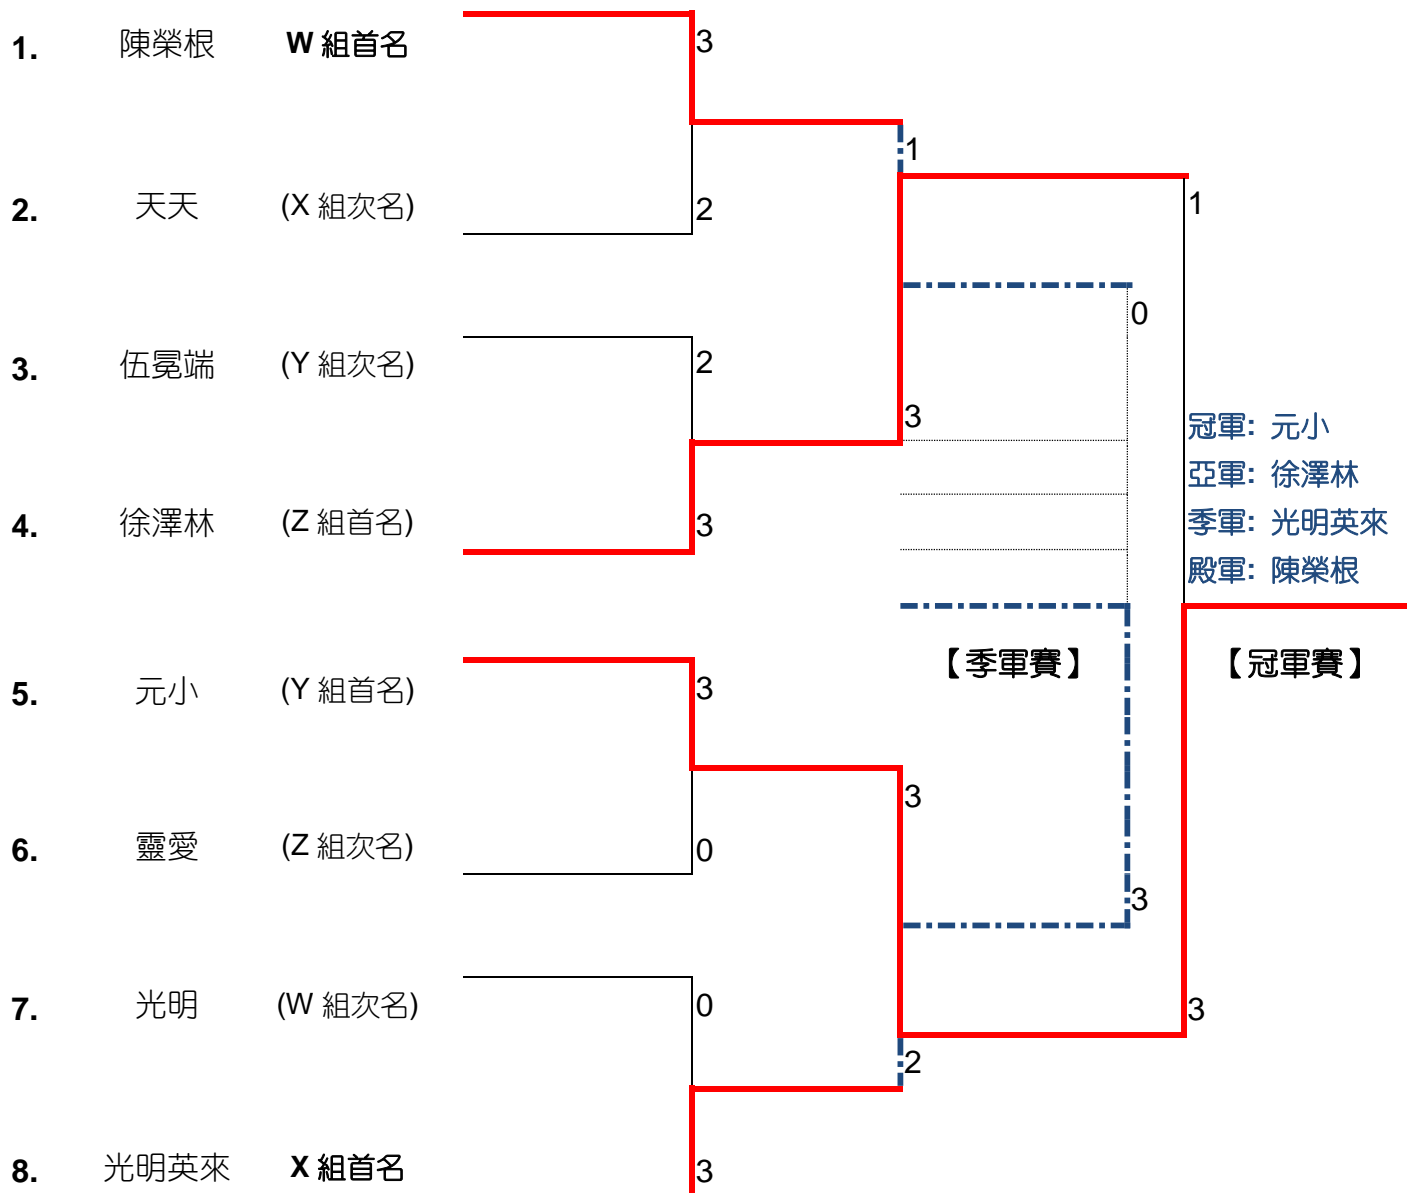 1. 陳榮根 W 組首名 3
1
2. 天天 (X 組次名) 2 1
0
3. 伍冕端 (Y 組次名) 2
3
冠軍: 元小
亞軍: 徐澤林
4. 徐澤林 (Z 組首名) 3
季軍: 光明英來
殿軍: 陳榮根
【季軍賽】 【冠軍賽】
5. 元小 (Y 組首名) 3
3
6. 靈愛 (Z 組次名) 0
3
7. 光明 (W 組次名) 0 3
2
8. 光明英來 X 組首名 3